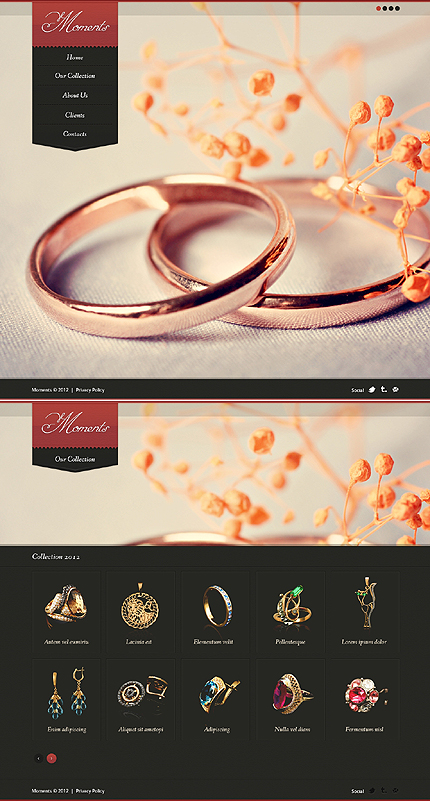 Moments
Home
Our Collection
About Us
Clients
Contacts
Moments © 2012 | Privacy Policy
Social
Moments
Our Collection
Collection 2012
Autem vel eumiriu
Lacinia est
Elementum velit
Pellentesque
Lorem ipsum dolor
Enim adipiscing
Aliquet sit ametopi
Adipiscing
Nulla vel diam
Fermentum nisl
Moments © 2012 | Privacy Policy
Social